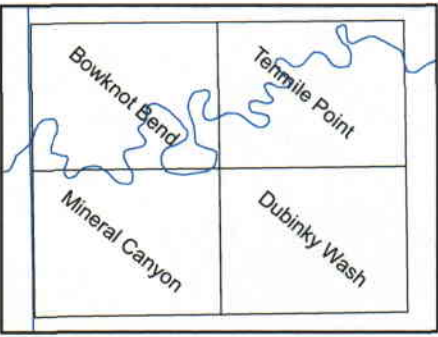 Bowknot Bend
Tenmile Point
Mineral Canyon
Dubinky Wash